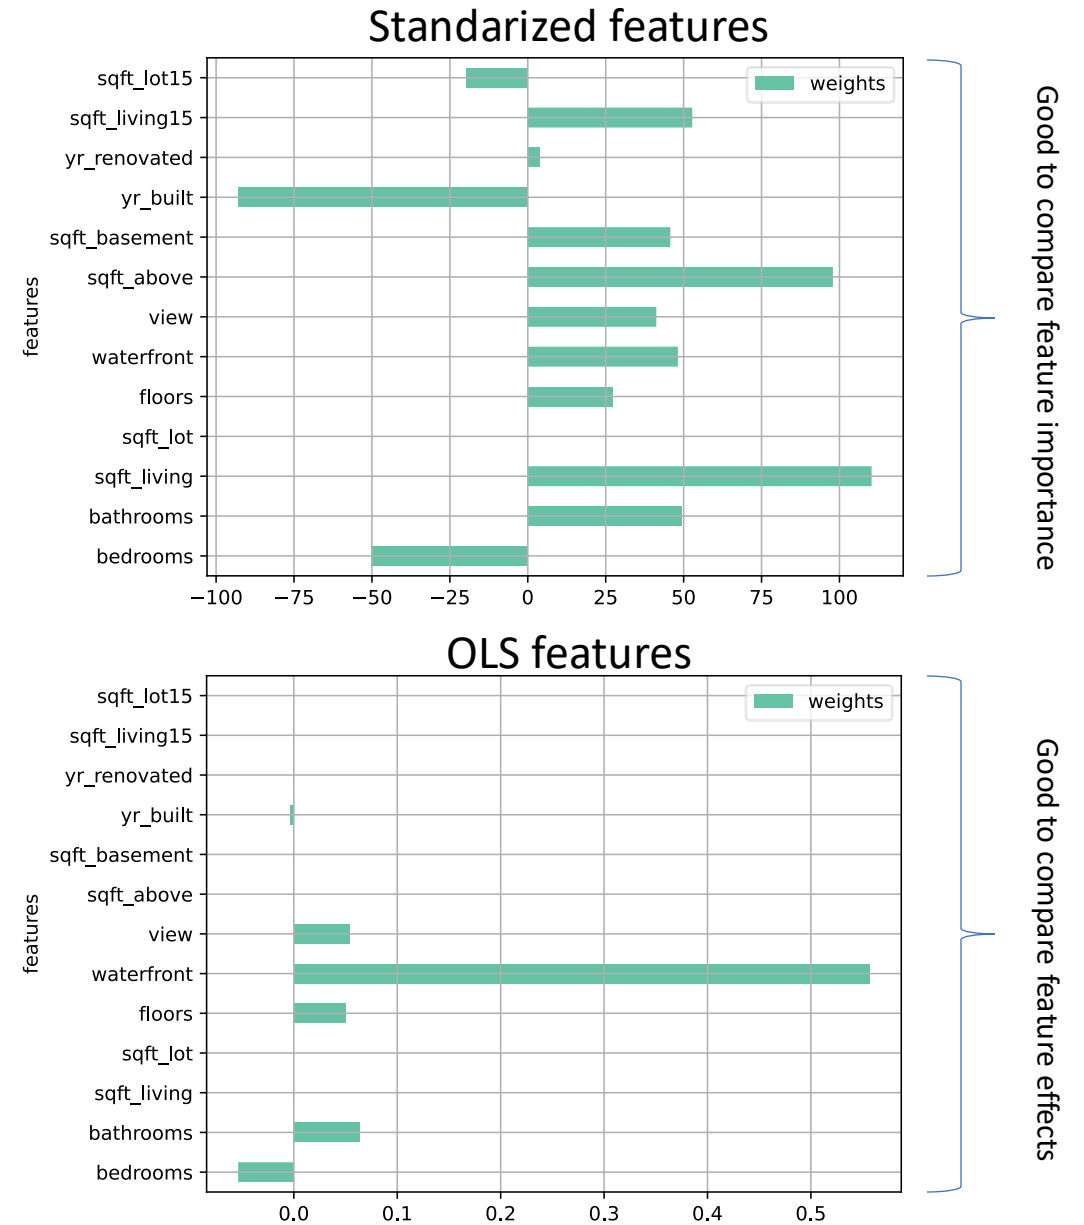 Standarized features
weights
features
sqft_lot15
sqft_living15
yr_renovated
yr_built
sqft_basement
sqft_above
view
waterfront
floors
sqft_lot
sqft_living
bathrooms
bedrooms
−100 −75 −50 −25 0 25 50 75 100
Good to compare feature importance
OLS features
weights
features
sqft_lot15
sqft_living15
yr_renovated
yr_built
sqft_basement
sqft_above
view
waterfront
floors
sqft_lot
sqft_living
bathrooms
bedrooms
0.0 0.1 0.2 0.3 0.4 0.5
Good to compare feature effects